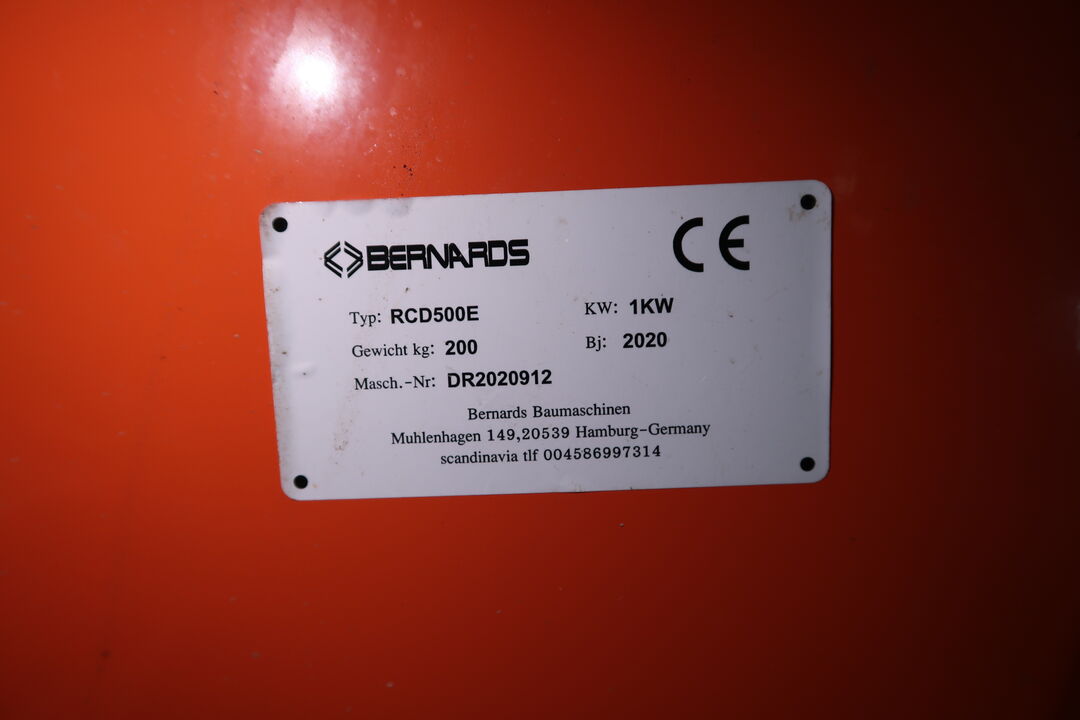 BERNARDS CE
Typ: RCD500E KW: 1KW
Gewicht kg: 200 Bj: 2020
Masch.-Nr: DR2020912
Bernards Baumaschinen
Muhlenhagen 149,20539 Hamburg-Germany
scandinavia tlf 004586997314